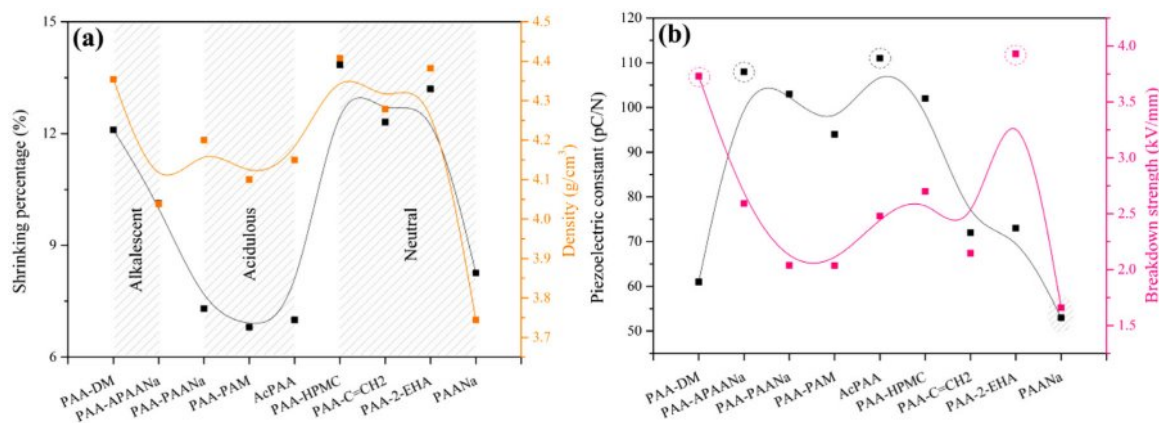 (a)
15
12
9
6
Shrinking percentage (%)
4.5
4.4
4.3
4.2
4.1
4.0
3.9
3.8
3.7
Density (g/cm³)
Alkalescent
Acidulous
Neutral
PAA-DM
PAA-APAANa
PAA-PAANa
PAA-PAM
AcPAA
PAA-HPMC
PAA-C=CH2
PAA-2-EHA
PAANa
(b)
120
110
100
90
80
70
60
50
Piezoelectric constant (pC/N)
4.0
3.5
3.0
2.5
2.0
1.5
Breakdown strength (kV/mm)
PAA-DM
PAA-APAANa
PAA-PAANa
PAA-PAM
AcPAA
PAA-HPMC
PAA-C=CH2
PAA-2-EHA
PAANa